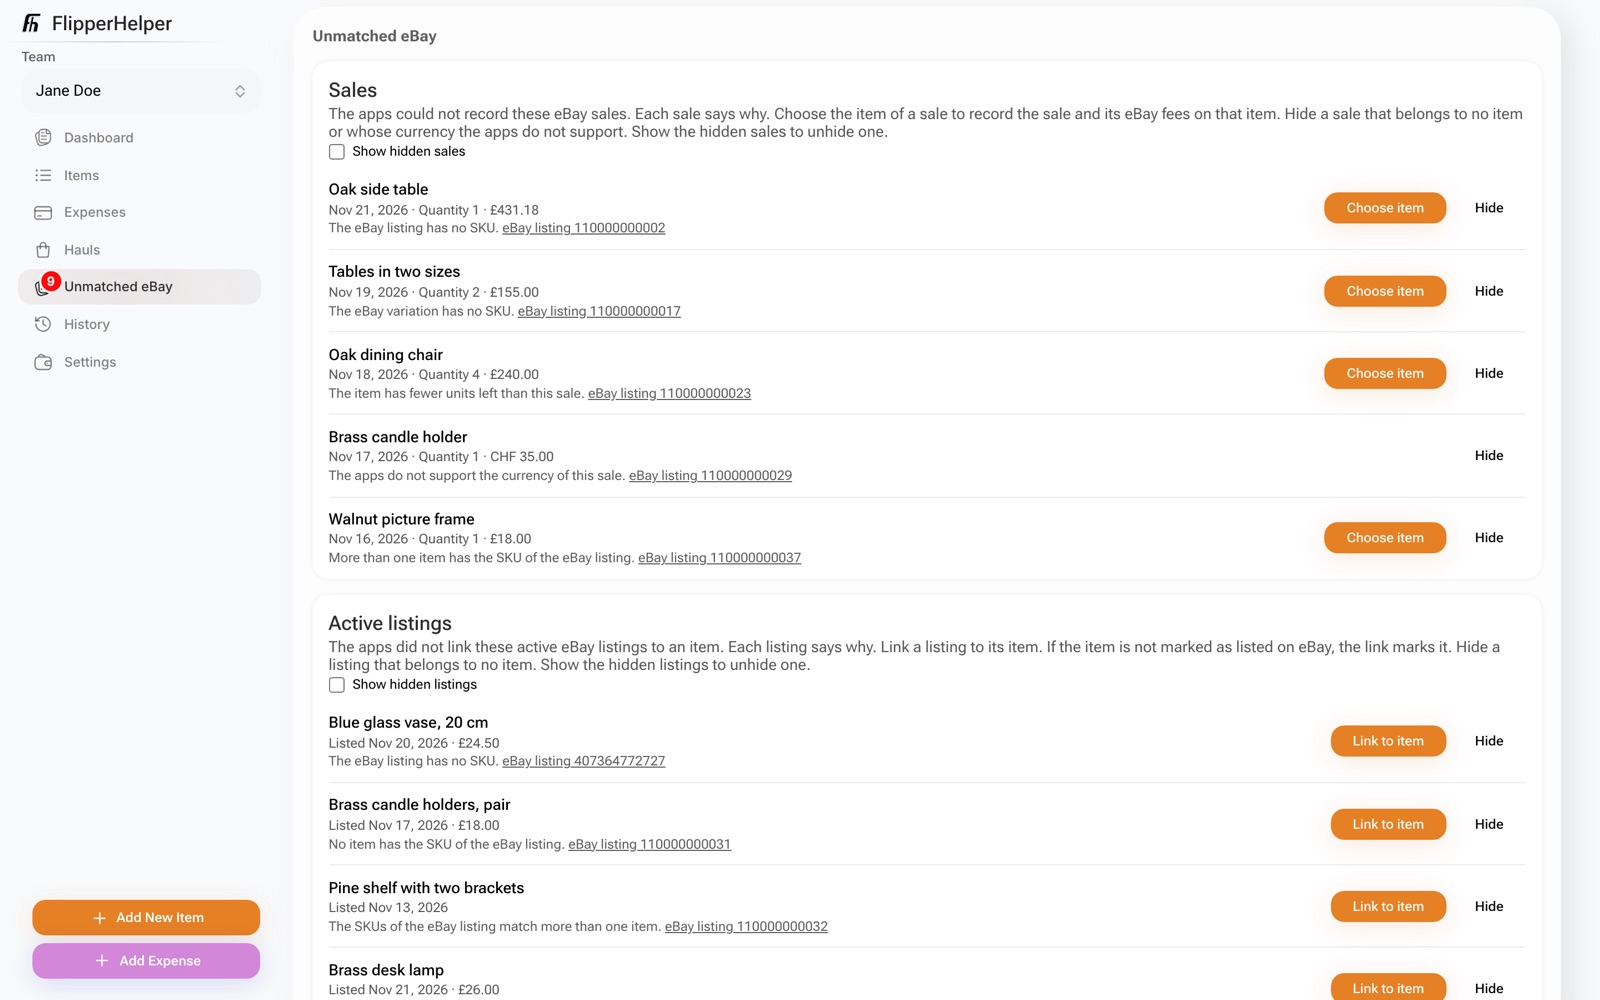 FlipperHelper
Team
Jane Doe
Dashboard
Items
Expenses
Hauls
9
Unmatched eBay
History
Settings
Add New Item
Add Expense
Unmatched eBay
Sales
The apps could not record these eBay sales. Each sale says why. Choose the item of a sale to record the sale and its eBay fees on that item. Hide a sale that belongs to no item
or whose currency the apps do not support. Show the hidden sales to unhide one.
Show hidden sales
Oak side table
Nov 21, 2026 · Quantity 1 · £431.18
The eBay listing has no SKU. eBay listing 110000000002
Choose item
Hide
Tables in two sizes
Nov 19, 2026 · Quantity 2 · £155.00
The eBay variation has no SKU. eBay listing 110000000017
Choose item
Hide
Oak dining chair
Nov 18, 2026 · Quantity 4 · £240.00
The item has fewer units left than this sale. eBay listing 110000000023
Choose item
Hide
Brass candle holder
Nov 17, 2026 · Quantity 1 · CHF 35.00
The apps do not support the currency of this sale. eBay listing 110000000029
Hide
Walnut picture frame
Nov 16, 2026 · Quantity 1 · £18.00
More than one item has the SKU of the eBay listing. eBay listing 110000000037
Choose item
Hide
Active listings
The apps did not link these active eBay listings to an item. Each listing says why. Link a listing to its item. If the item is not marked as listed on eBay, the link marks it. Hide a
listing that belongs to no item. Show the hidden listings to unhide one.
Show hidden listings
Blue glass vase, 20 cm
Listed Nov 20, 2026 · £24.50
The eBay listing has no SKU. eBay listing 407364772727
Link to item
Hide
Brass candle holders, pair
Listed Nov 17, 2026 · £18.00
No item has the SKU of the eBay listing. eBay listing 110000000031
Link to item
Hide
Pine shelf with two brackets
Listed Nov 13, 2026
The SKUs of the eBay listing match more than one item. eBay listing 110000000032
Link to item
Hide
Brass desk lamp
Listed Nov 21, 2026 · £26.00
Link to item
Hide